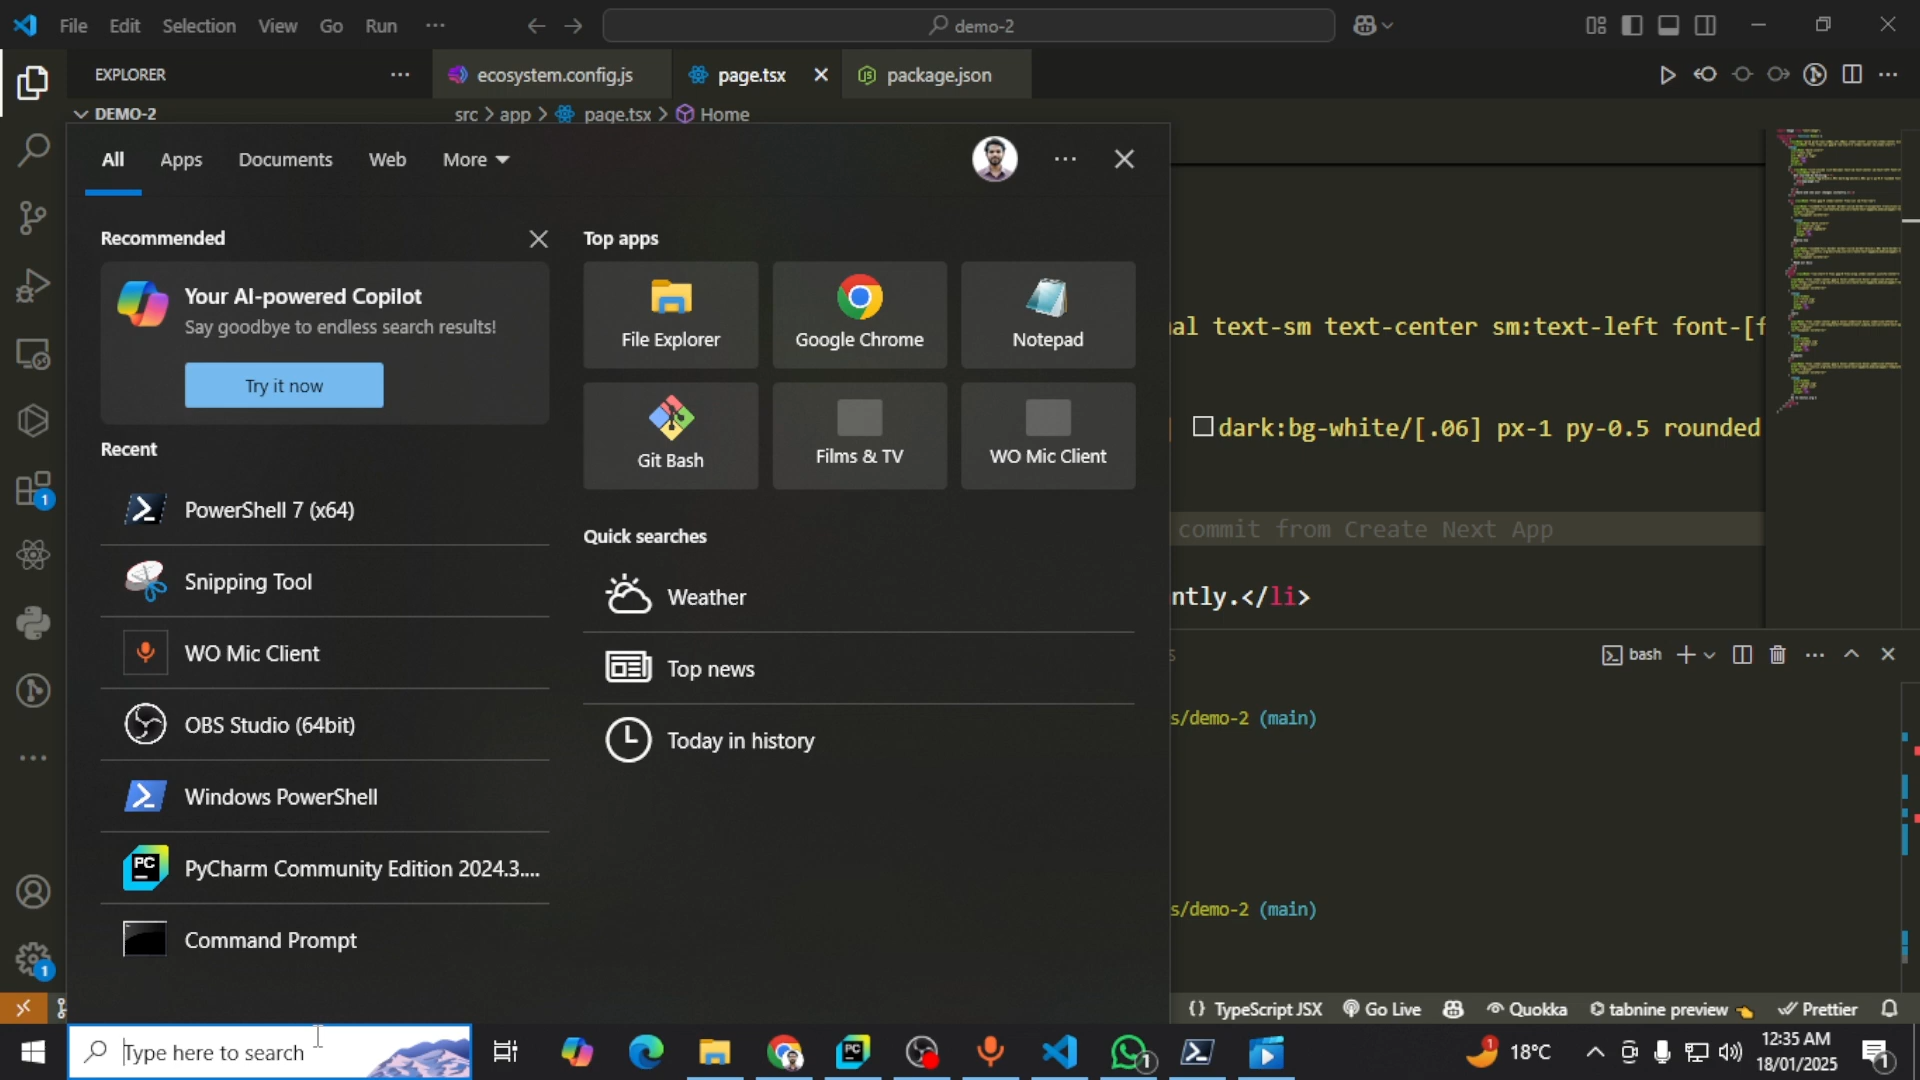 File Edit Selection View Go Run ···
demo-2
EXPLORER
ecosystem.config.js
page.tsx
package.json
DEMO-2
src > app > page.tsx > Home
All Apps Documents Web More
Recommended
Your AI-powered Copilot
Say goodbye to endless search results!
Try it now
Recent
PowerShell 7 (x64)
Snipping Tool
WO Mic Client
OBS Studio (64bit)
Windows PowerShell
PyCharm Community Edition 2024.3....
Command Prompt
Top apps
File Explorer
Google Chrome
Notepad
Git Bash
Films & TV
WO Mic Client
Quick searches
Weather
Top news
Today in history
al text-sm text-center sm:text-left font-[f
dark:bg-white/[.06] px-1 py-0.5 rounded
commit from Create Next App
ntly.</li>
bash
s/demo-2 (main)
s/demo-2 (main)
{} TypeScript JSX Go Live Quokka tabnine preview Prettier
Type here to search
18°C
12:35 AM
18/01/2025